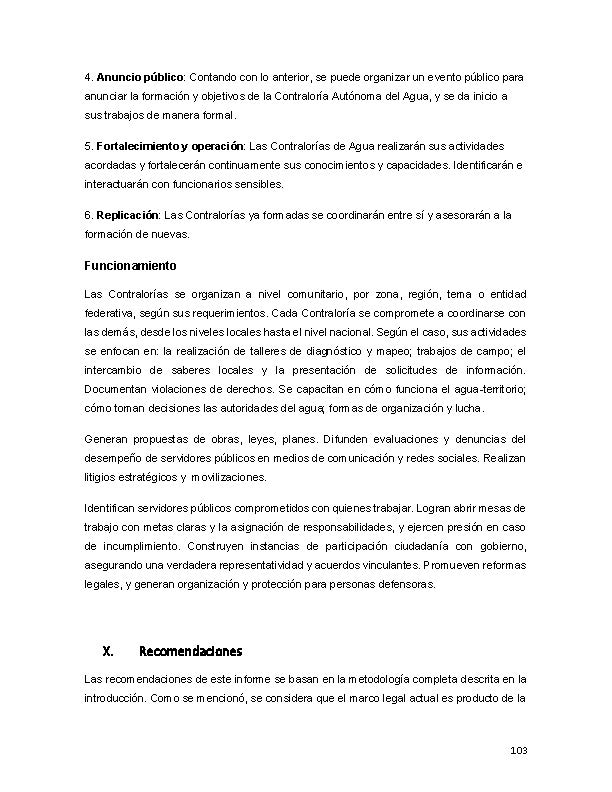 4. Anuncio público: Contando con lo anterior, se puede organizar un evento público para
anunciar la formación y objetivos de la Contraloría Autónoma del Agua, y se da inicio a
sus trabajos de manera formal.
5. Fortalecimiento y operación: Las Contralorías de Agua realizarán sus actividades
acordadas y fortalecerán continuamente sus conocimientos y capacidades. Identificarán e
interactuarán con funcionarios sensibles.
6. Replicación: Las Contralorías ya formadas se coordinarán entre sí y asesorarán a la
formación de nuevas.
Funcionamiento
Las Contralorías se organizan a nivel comunitario, por zona, región, tema o entidad
federativa, según sus requerimientos. Cada Contraloría se compromete a coordinarse con
las demás, desde los niveles locales hasta el nivel nacional. Según el caso, sus actividades
se enfocan en: la realización de talleres de diagnóstico y mapeo; trabajos de campo; el
intercambio de saberes locales y la presentación de solicitudes de información.
Documentan violaciones de derechos. Se capacitan en cómo funciona el agua-territorio;
cómo toman decisiones las autoridades del agua; formas de organización y lucha.
Generan propuestas de obras, leyes, planes. Difunden evaluaciones y denuncias del
desempeño de servidores públicos en medios de comunicación y redes sociales. Realizan
litigios estratégicos y movilizaciones.
Identifican servidores públicos comprometidos con quienes trabajar. Logran abrir mesas de
trabajo con metas claras y la asignación de responsabilidades, y ejercen presión en caso
de incumplimiento. Construyen instancias de participación ciudadanía con gobierno,
asegurando una verdadera representatividad y acuerdos vinculantes. Promueven reformas
legales, y generan organización y protección para personas defensoras.
X. Recomendaciones
Las recomendaciones de este informe se basan en la metodología completa descrita en la
introducción. Como se mencionó, se considera que el marco legal actual es producto de la
103